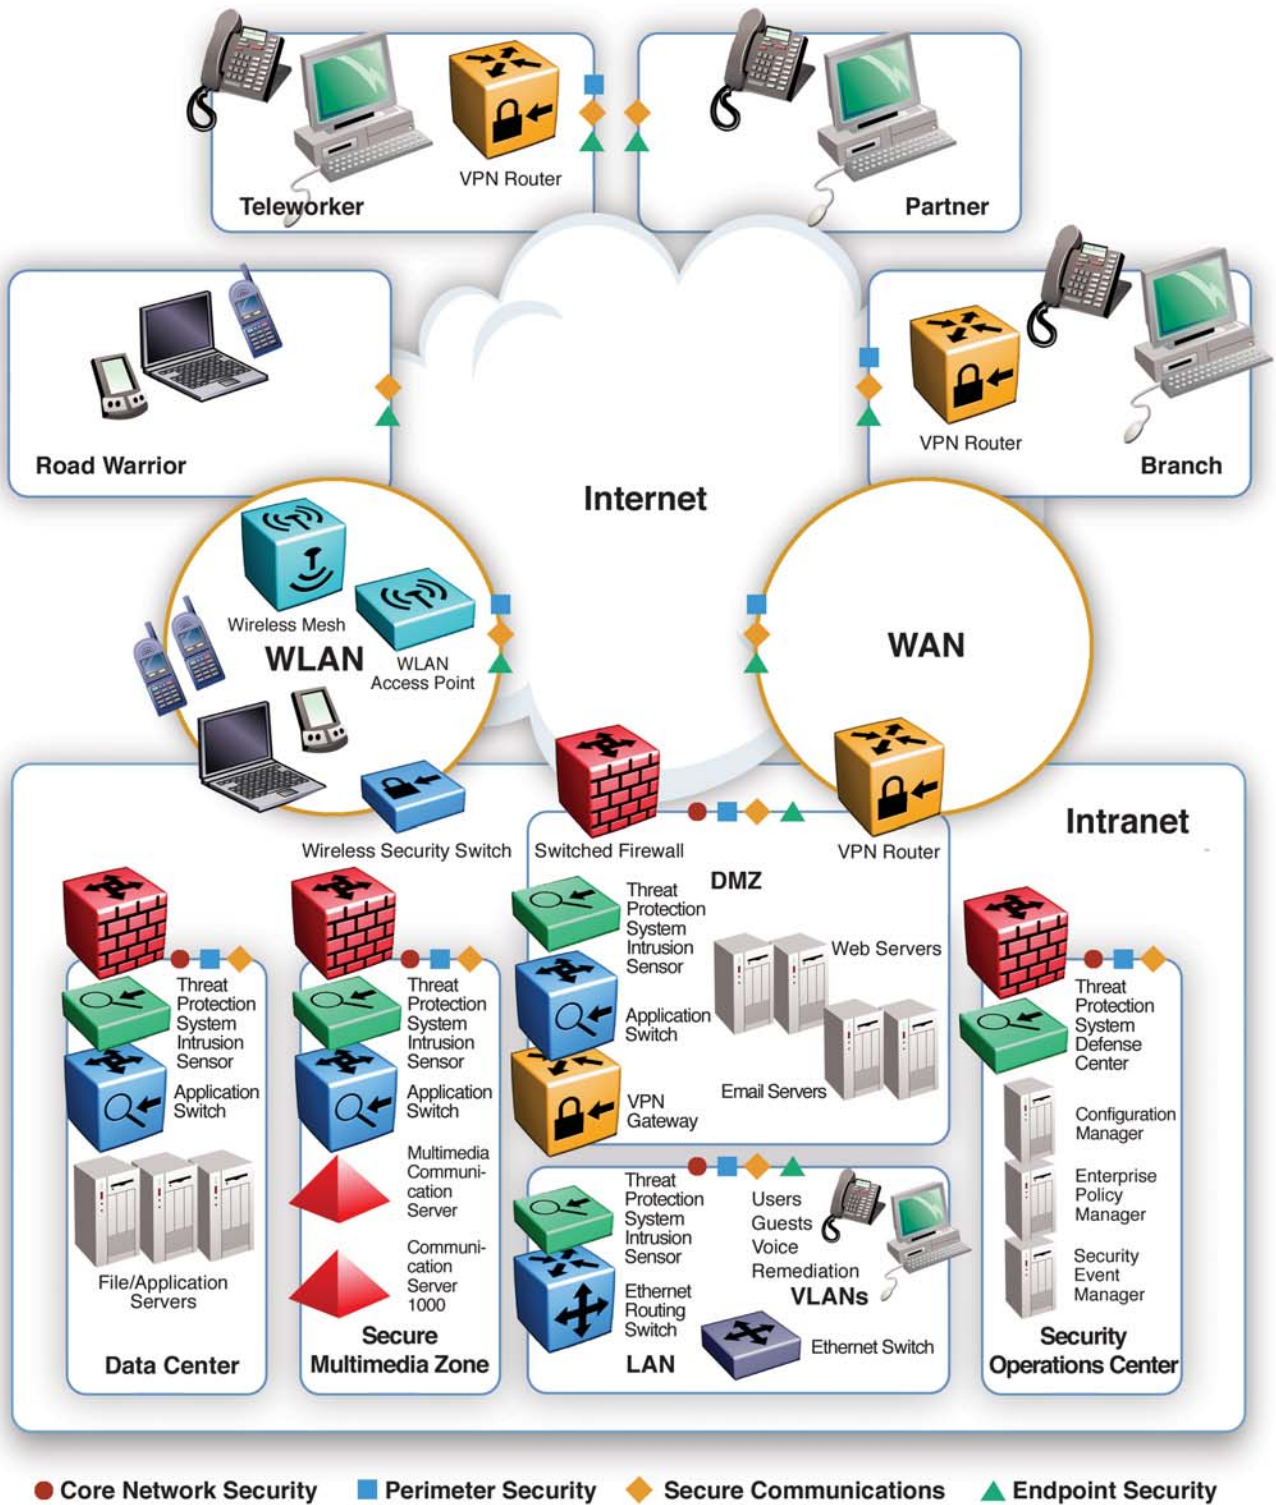 VPN Router
Teleworker
Partner
Road Warrior
VPN Router
Branch
Internet
Wireless Mesh
WLAN
WLAN
Access Point
WAN
Intranet
Wireless Security Switch
Switched Firewall
VPN Router
DMZ
Threat
Protection
System
Intrusion
Sensor
Web Servers
Application
Switch
Email Servers
VPN
Gateway
Threat
Protection
System
Intrusion
Sensor
Application
Switch
File/Application
Servers
Data Center
Threat
Protection
System
Intrusion
Sensor
Application
Switch
Multimedia
Communi-
cation
Server
Communi-
cation
Server
1000
Secure
Multimedia Zone
Threat
Protection
System
Intrusion
Sensor
Users
Guests
Voice
Remediation
VLANs
Ethernet
Routing
Switch
Ethernet Switch
LAN
Threat
Protection
System
Defense
Center
Configuration
Manager
Enterprise
Policy
Manager
Security
Event
Manager
Security
Operations Center
Core Network Security
Perimeter Security
Secure Communications
Endpoint Security